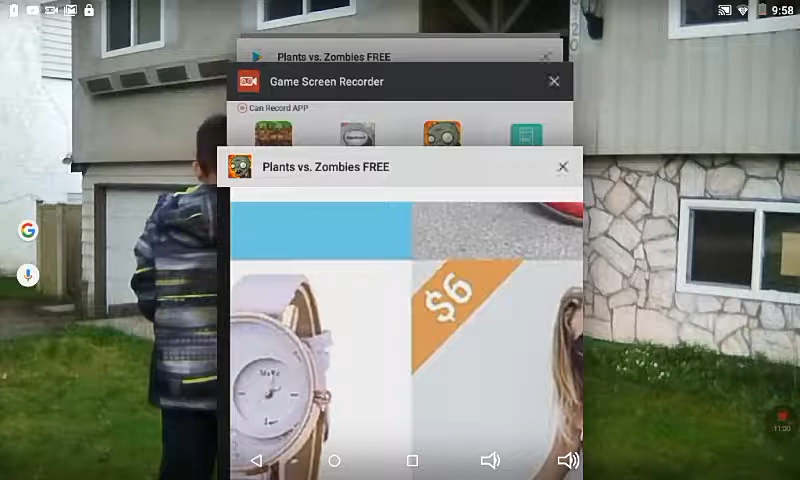 9:58
Plants vs. Zombies FREE
Game Screen Recorder
Can Record APP
Plants vs. Zombies FREE
$6
11:30